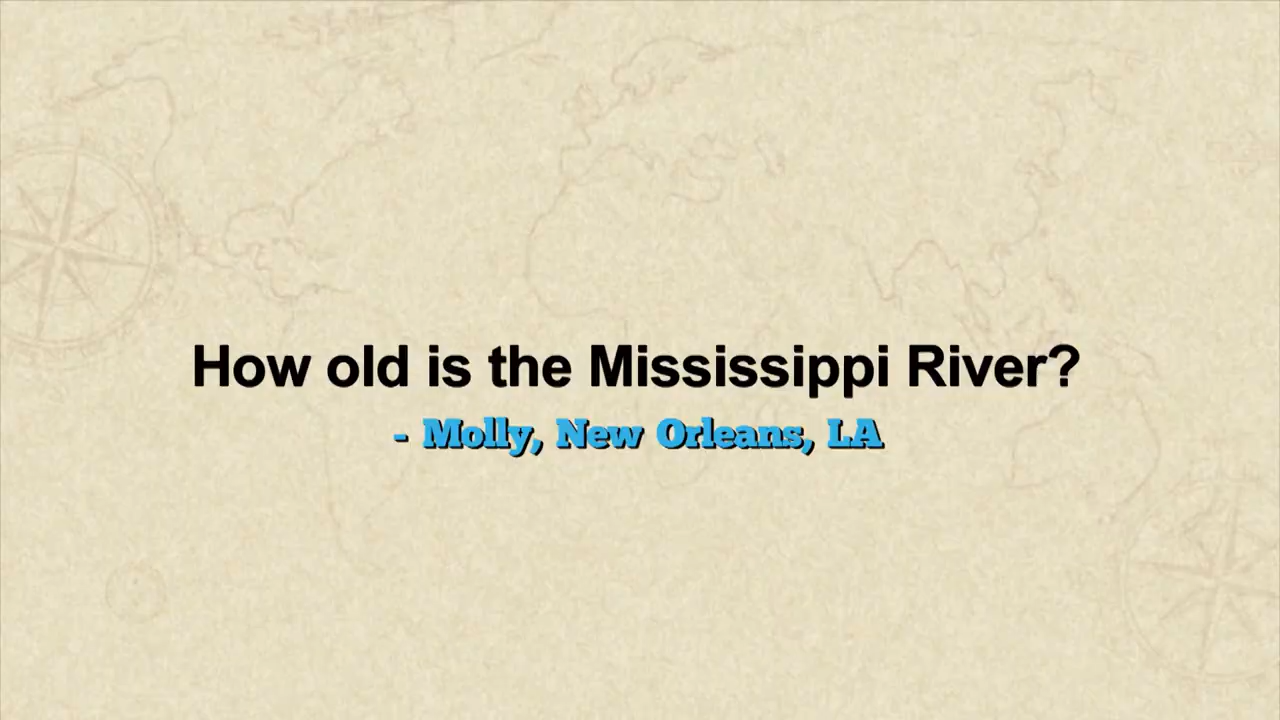 How old is the Mississippi River?
- Molly, New Orleans, LA